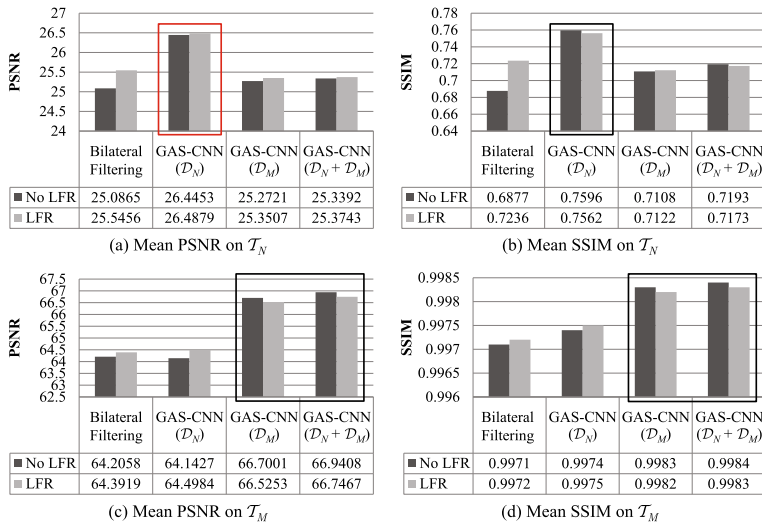 PSNR
27
26.5
26
25.5
25
24.5
24
Bilateral Filtering
GAS-CNN (𝒟N)
GAS-CNN (𝒟M)
GAS-CNN (𝒟N + 𝒟M)
No LFR 25.0865 26.4453 25.2721 25.3392
LFR 25.5456 26.4879 25.3507 25.3743
(a) Mean PSNR on 𝒯N
SSIM
0.78
0.76
0.74
0.72
0.7
0.68
0.66
0.64
Bilateral Filtering
GAS-CNN (𝒟N)
GAS-CNN (𝒟M)
GAS-CNN (𝒟N + 𝒟M)
No LFR 0.6877 0.7596 0.7108 0.7193
LFR 0.7236 0.7562 0.7122 0.7173
(b) Mean SSIM on 𝒯N
PSNR
67.5
67
66.5
66
65.5
65
64.5
64
63.5
63
62.5
Bilateral Filtering
GAS-CNN (𝒟N)
GAS-CNN (𝒟M)
GAS-CNN (𝒟N + 𝒟M)
No LFR 64.2058 64.1427 66.7001 66.9408
LFR 64.3919 64.4984 66.5253 66.7467
(c) Mean PSNR on 𝒯M
SSIM
0.9985
0.998
0.9975
0.997
0.9965
0.996
Bilateral Filtering
GAS-CNN (𝒟N)
GAS-CNN (𝒟M)
GAS-CNN (𝒟N + 𝒟M)
No LFR 0.9971 0.9974 0.9983 0.9984
LFR 0.9972 0.9975 0.9982 0.9983
(d) Mean SSIM on 𝒯M